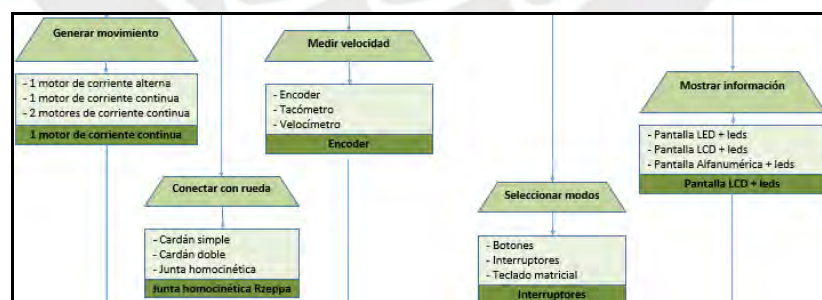 Generar movimiento
- 1 motor de corriente alterna
- 1 motor de corriente continua
- 2 motores de corriente continua
1 motor de corriente continua
Conectar con rueda
- Cardán simple
- Cardán doble
- Junta homocinética
Junta homocinética Rzeppa
Medir velocidad
- Encoder
- Tacómetro
- Velocímetro
Encoder
Seleccionar modos
- Botones
- Interruptores
- Teclado matricial
Interruptores
Mostrar información
- Pantalla LED + leds
- Pantalla LCD + leds
- Pantalla Alfanumérica + leds
Pantalla LCD + leds